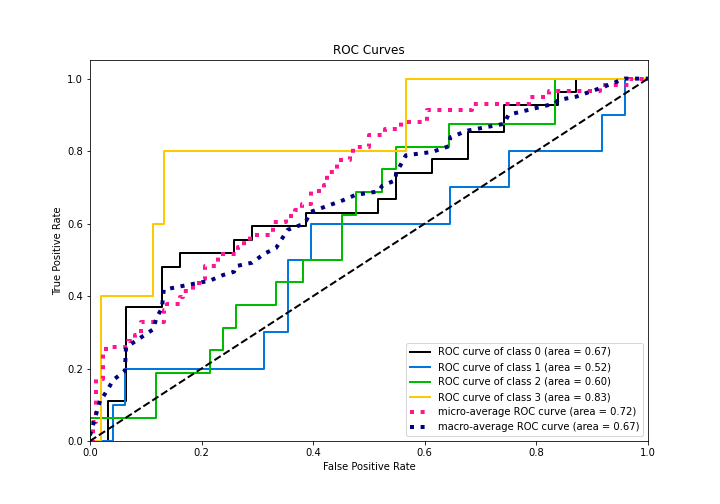 ROC Curves
True Positive Rate
1.0
0.8
0.6
0.4
0.2
0.0
ROC curve of class 0 (area = 0.67)
ROC curve of class 1 (area = 0.52)
ROC curve of class 2 (area = 0.60)
ROC curve of class 3 (area = 0.83)
micro-average ROC curve (area = 0.72)
macro-average ROC curve (area = 0.67)
0.0 0.2 0.4 0.6 0.8 1.0
False Positive Rate